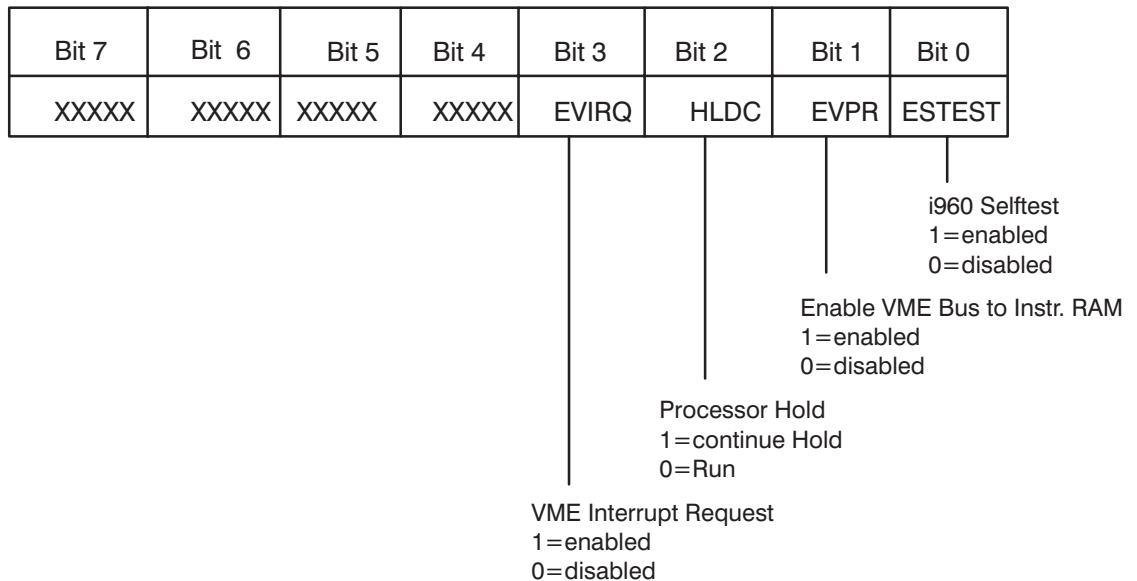 Bit 7 Bit 6 Bit 5 Bit 4 Bit 3 Bit 2 Bit 1 Bit 0
XXXXX XXXXX XXXXX XXXXX EVIRQ HLDC EVPR ESTEST
i960 Selftest
1=enabled
0=disabled
Enable VME Bus to Instr. RAM
1=enabled
0=disabled
Processor Hold
1=continue Hold
0=Run
VME Interrupt Request
1=enabled
0=disabled